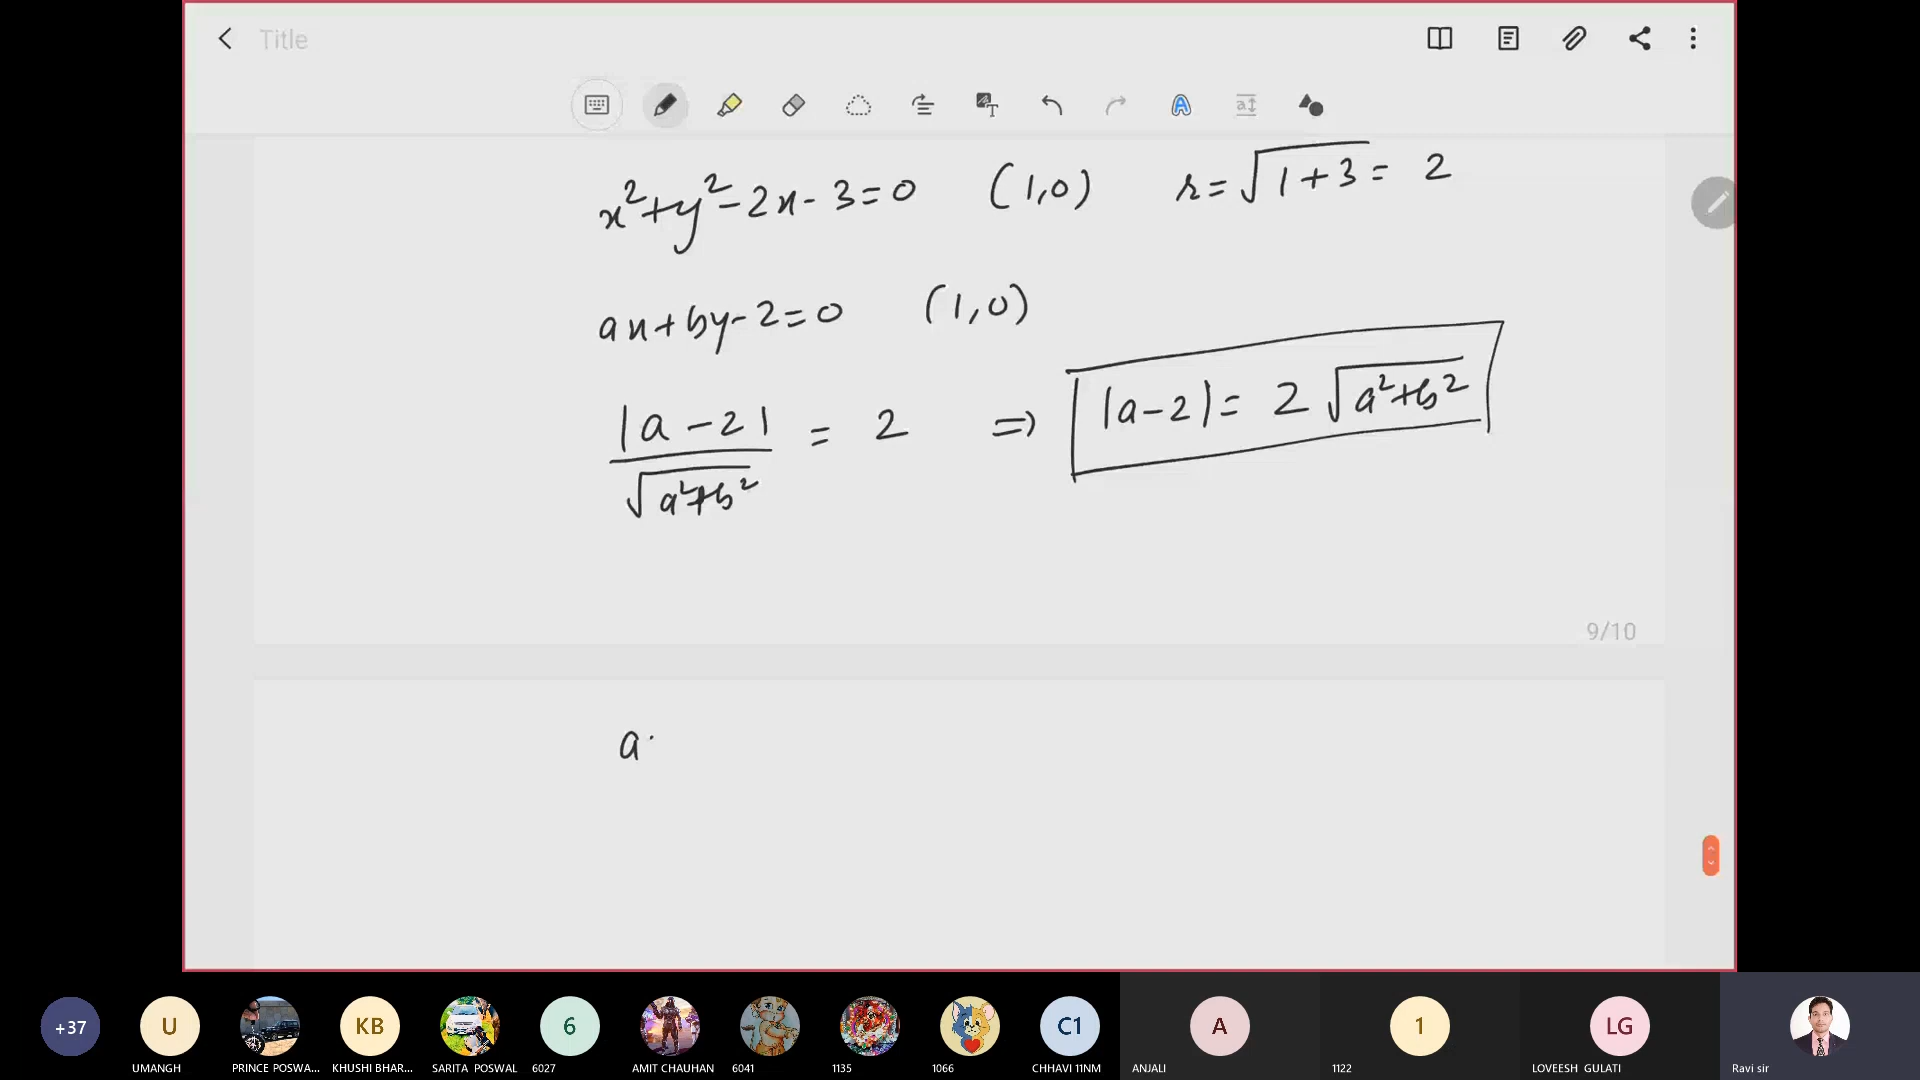 Title
x²+y²-2x-3=0 (1,0) r=√1+3 = 2
ax+by-2=0 (1,0)
|a-2| / √a²+b² = 2 ⇒ |a-2| = 2 √a²+b²
9/10
a.
+37 U KB 6 C1 A 1 LG
UMANGH PRINCE POSWA... KHUSHI BHAR... SARITA POSWAL 6027 AMIT CHAUHAN 6041 1135 1066 CHHAVI 11NM ANJALI 1122 LOVEESH GULATI Ravi sir